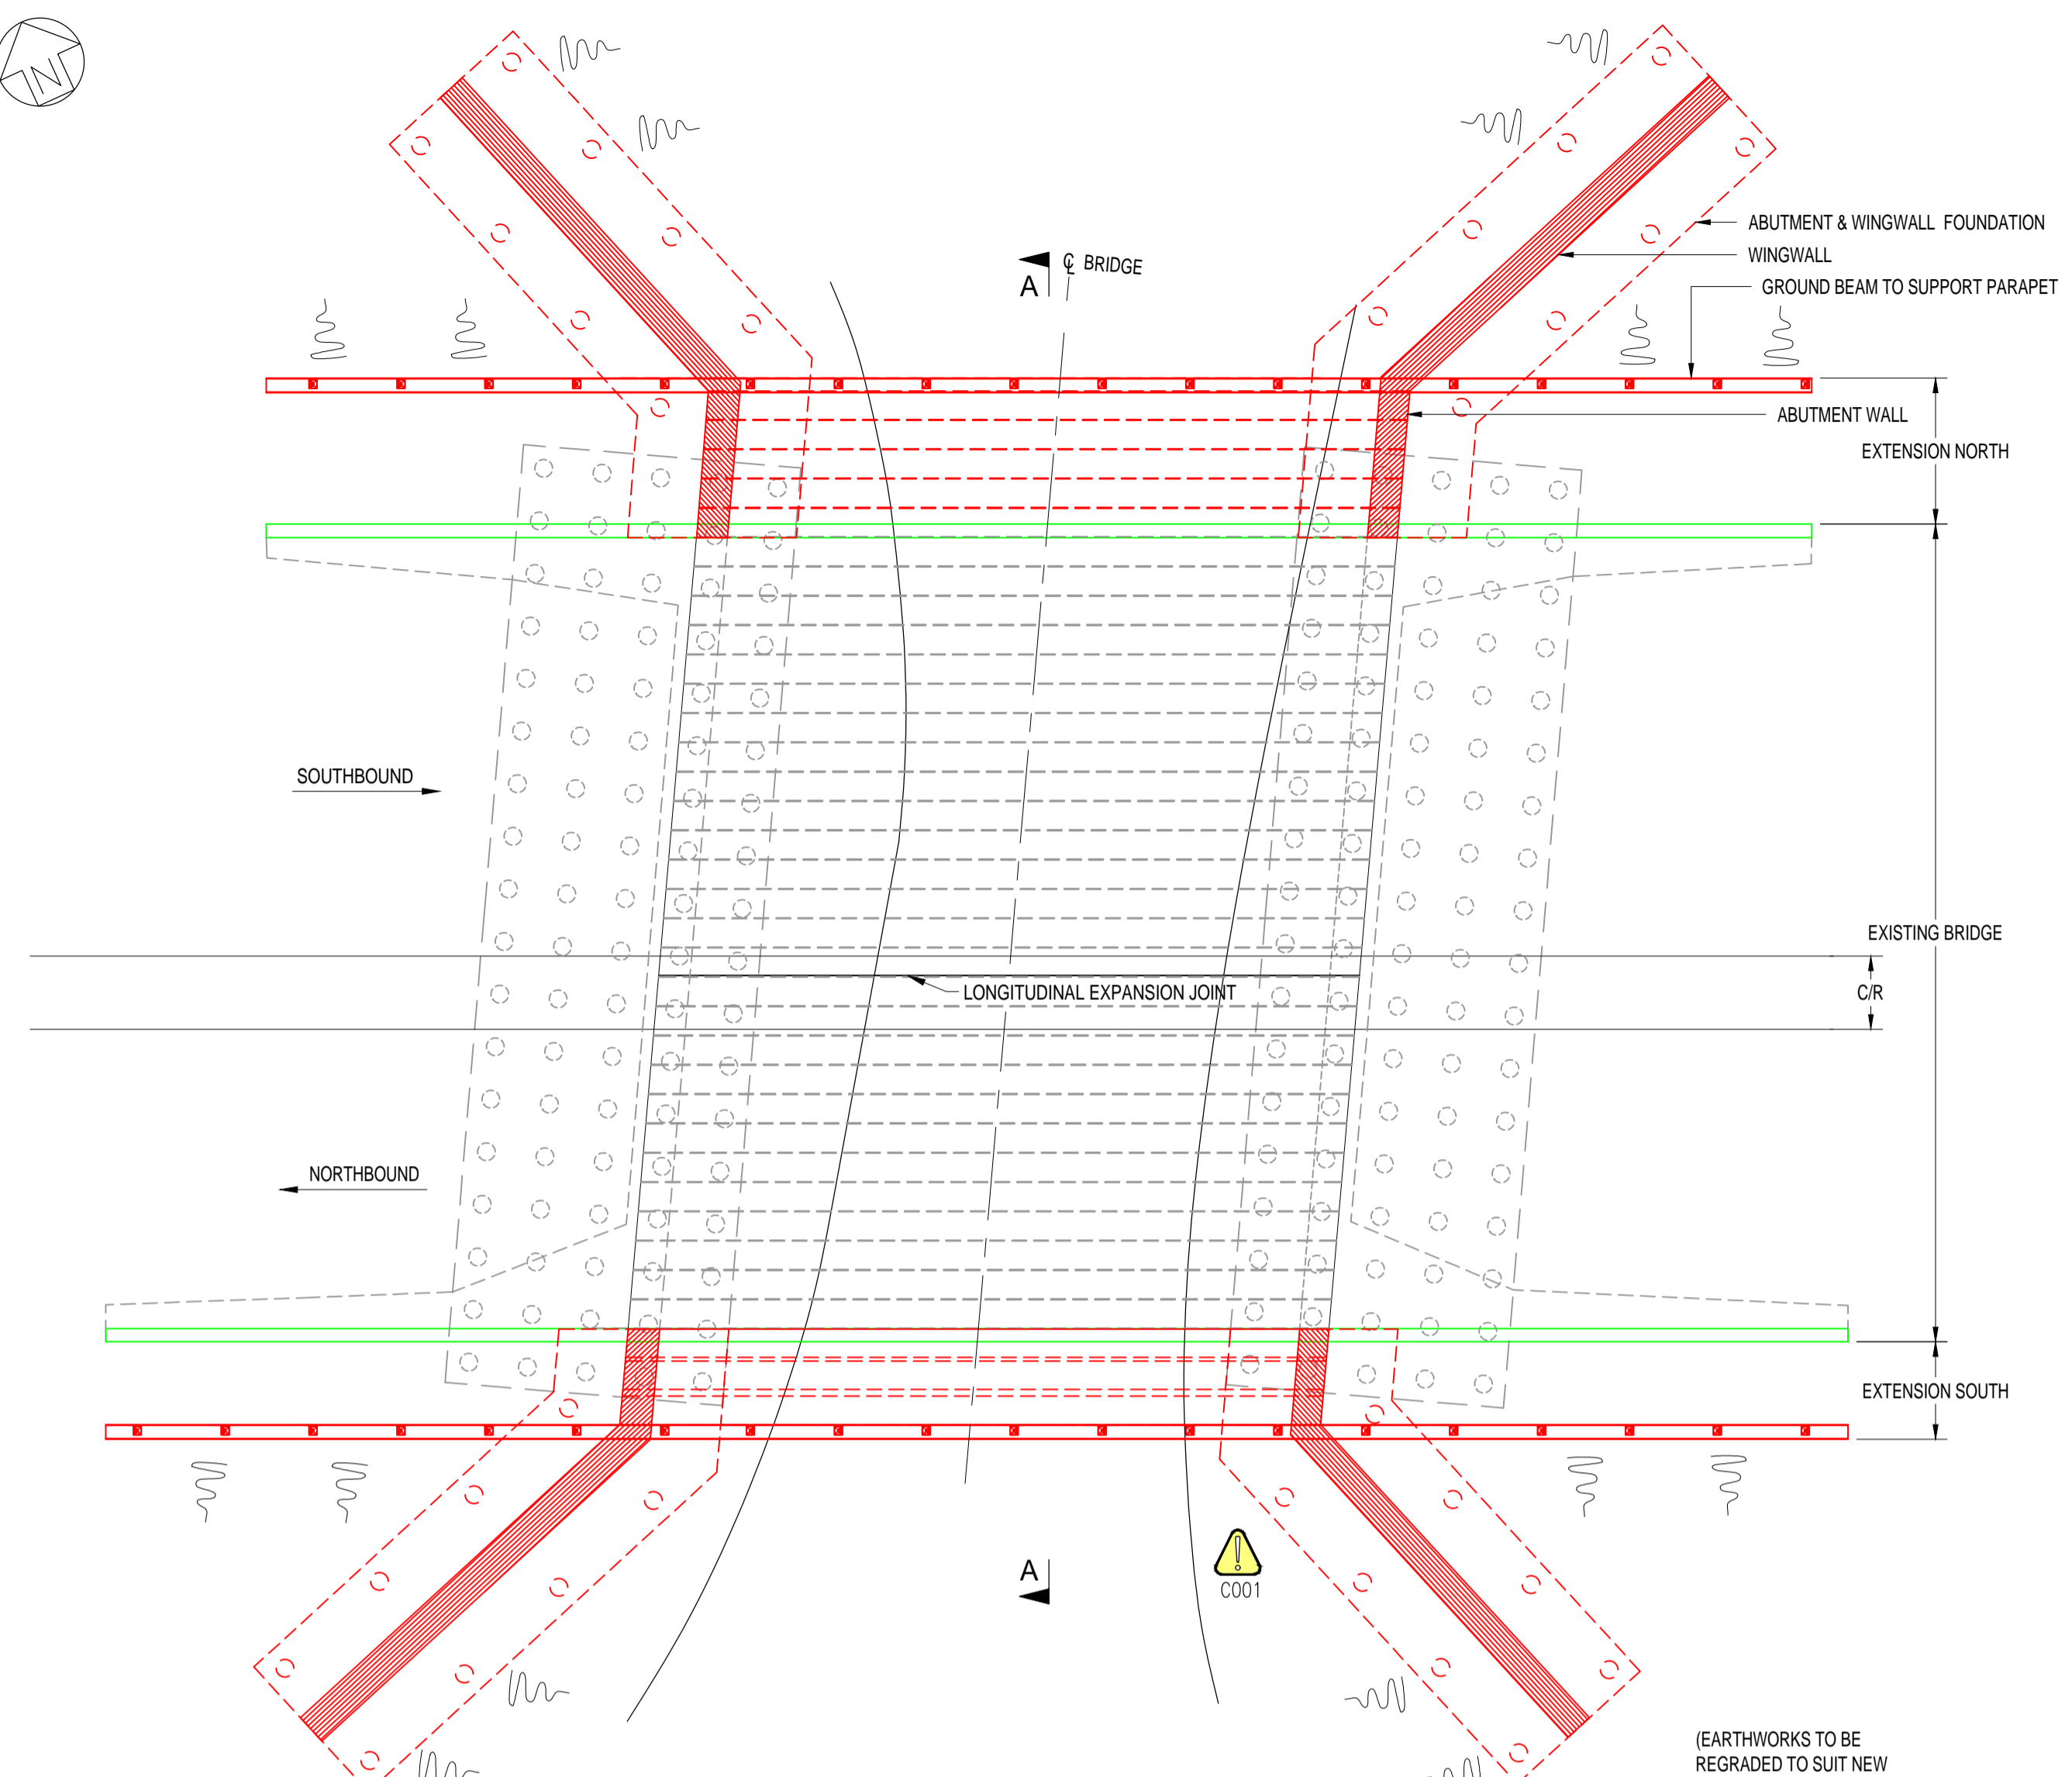 N
ABUTMENT & WINGWALL FOUNDATION
WINGWALL
GROUND BEAM TO SUPPORT PARAPET
A
℄ BRIDGE
ABUTMENT WALL
EXTENSION NORTH
SOUTHBOUND
EXISTING BRIDGE
LONGITUDINAL EXPANSION JOINT
C/R
NORTHBOUND
EXTENSION SOUTH
A
C001
(EARTHWORKS TO BE
REGRADED TO SUIT NEW